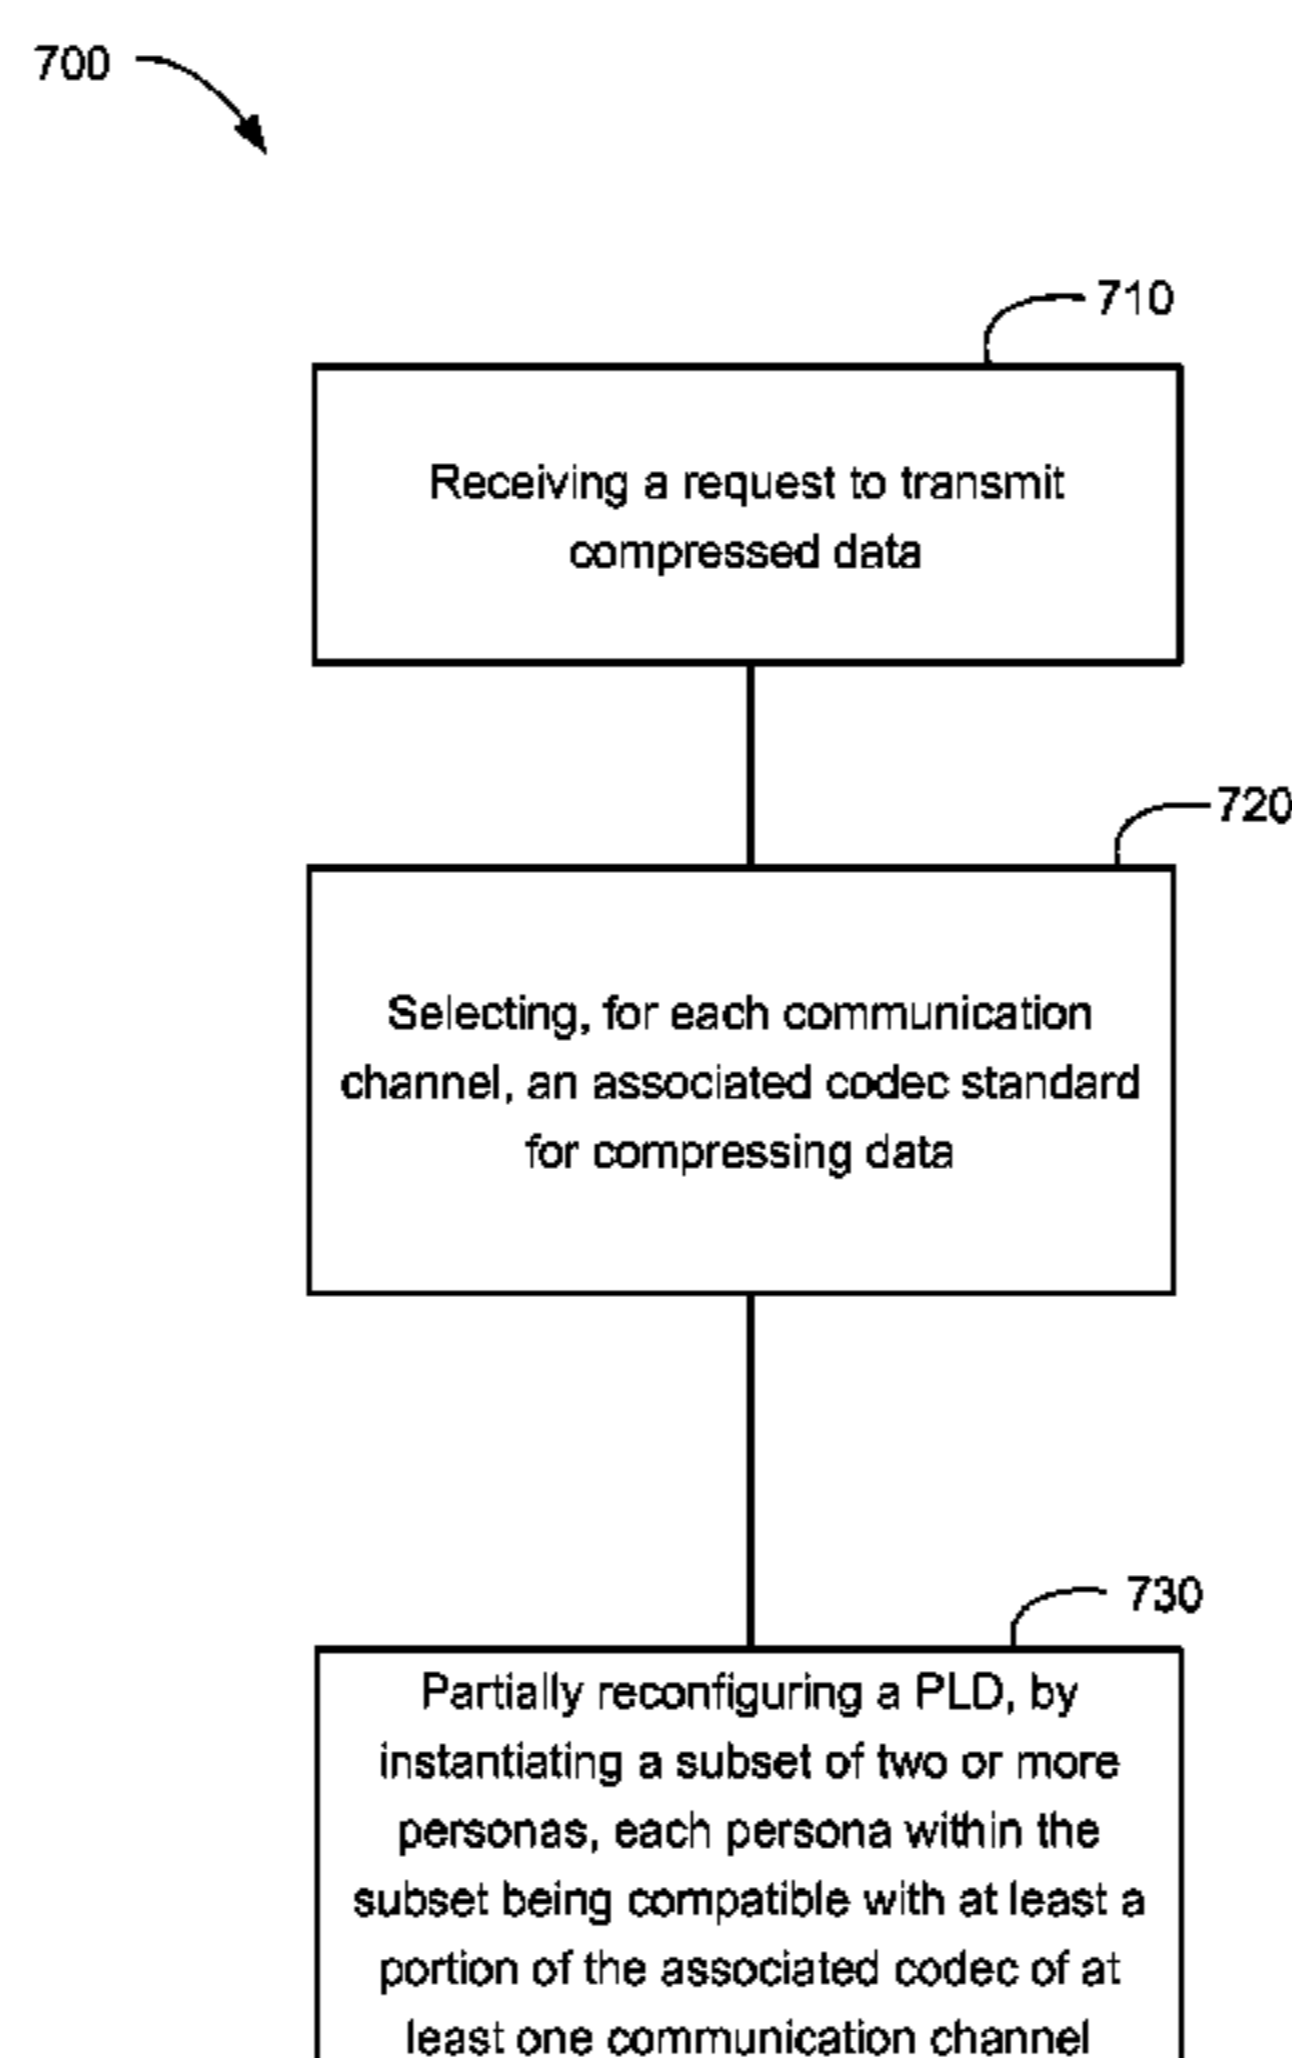 700
710
Receiving a request to transmit
compressed data
720
Selecting, for each communication
channel, an associated codec standard
for compressing data
730
Partially reconfiguring a PLD, by
instantiating a subset of two or more
personas, each persona within the
subset being compatible with at least a
portion of the associated codec of at
least one communication channel